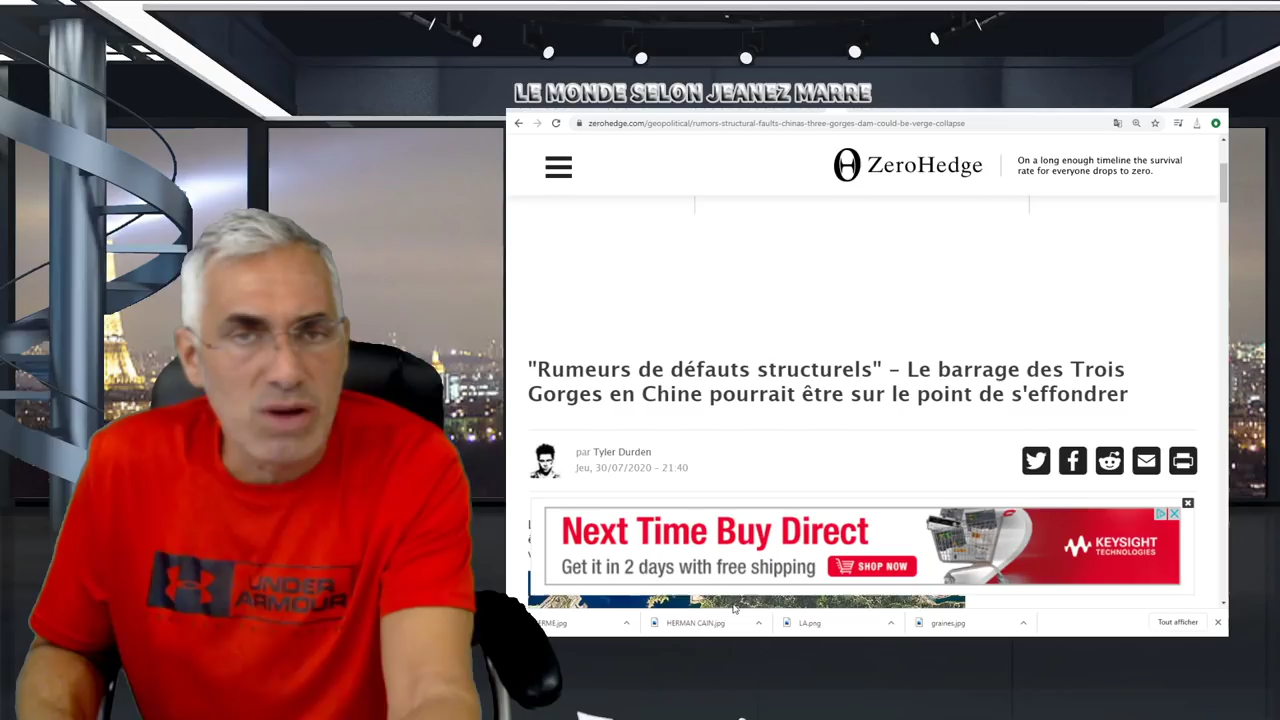 LE MONDE SELON JEANEZ MARRE
zerohedge.com/geopolitical/rumors-structural-faults-chinas-three-gorges-dam-could-be-verge-collapse
ZeroHedge
On a long enough timeline the survival
rate for everyone drops to zero.
"Rumeurs de défauts structurels" – Le barrage des Trois
Gorges en Chine pourrait être sur le point de s'effondrer
par Tyler Durden
Jeu, 30/07/2020 – 21:40
Next Time Buy Direct
Get it in 2 days with free shipping
SHOP NOW
KEYSIGHT
TECHNOLOGIES
UNDER
ARMOUR
HERMAN CAIN.jpg
LA.png
graines.jpg
Tout afficher